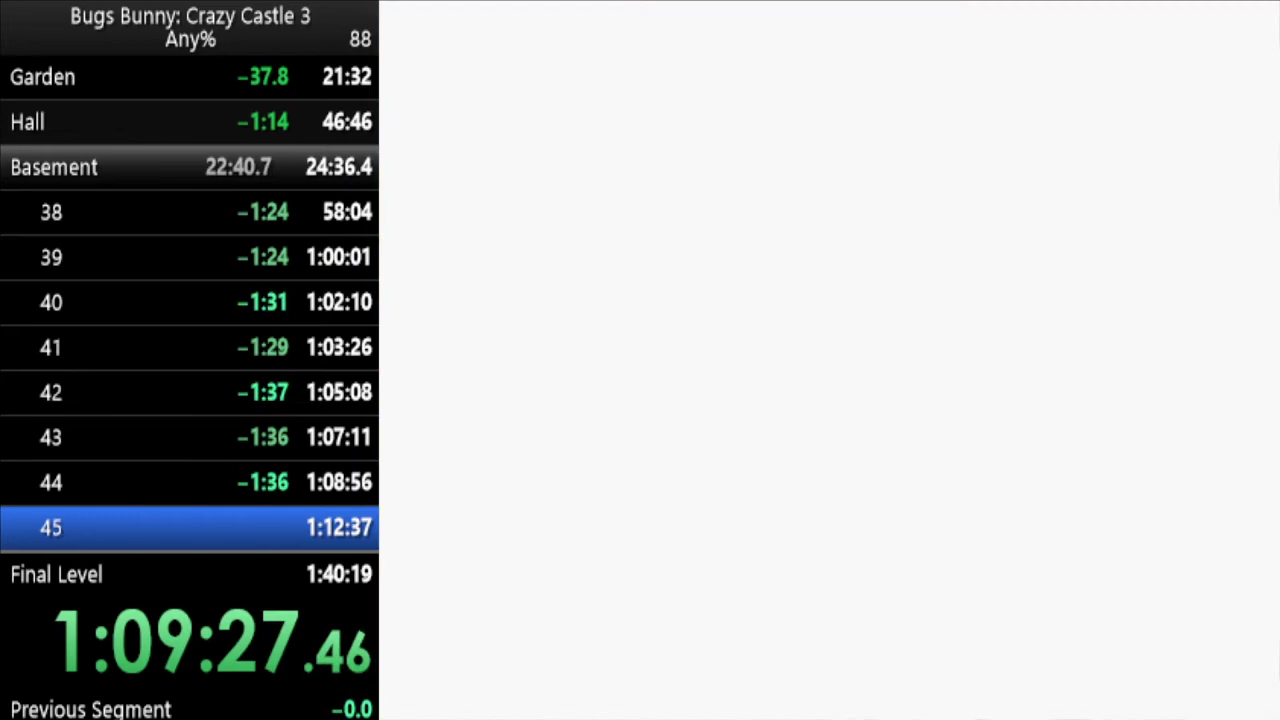 Bugs Bunny: Crazy Castle 3
Any% 88
Garden −37.8 21:32
Hall −1:14 46:46
Basement 22:40.7 24:36.4
38 −1:24 58:04
39 −1:24 1:00:01
40 −1:31 1:02:10
41 −1:29 1:03:26
42 −1:37 1:05:08
43 −1:36 1:07:11
44 −1:36 1:08:56
45 1:12:37
Final Level 1:40:19
1:09:27.46
Previous Segment −0.0